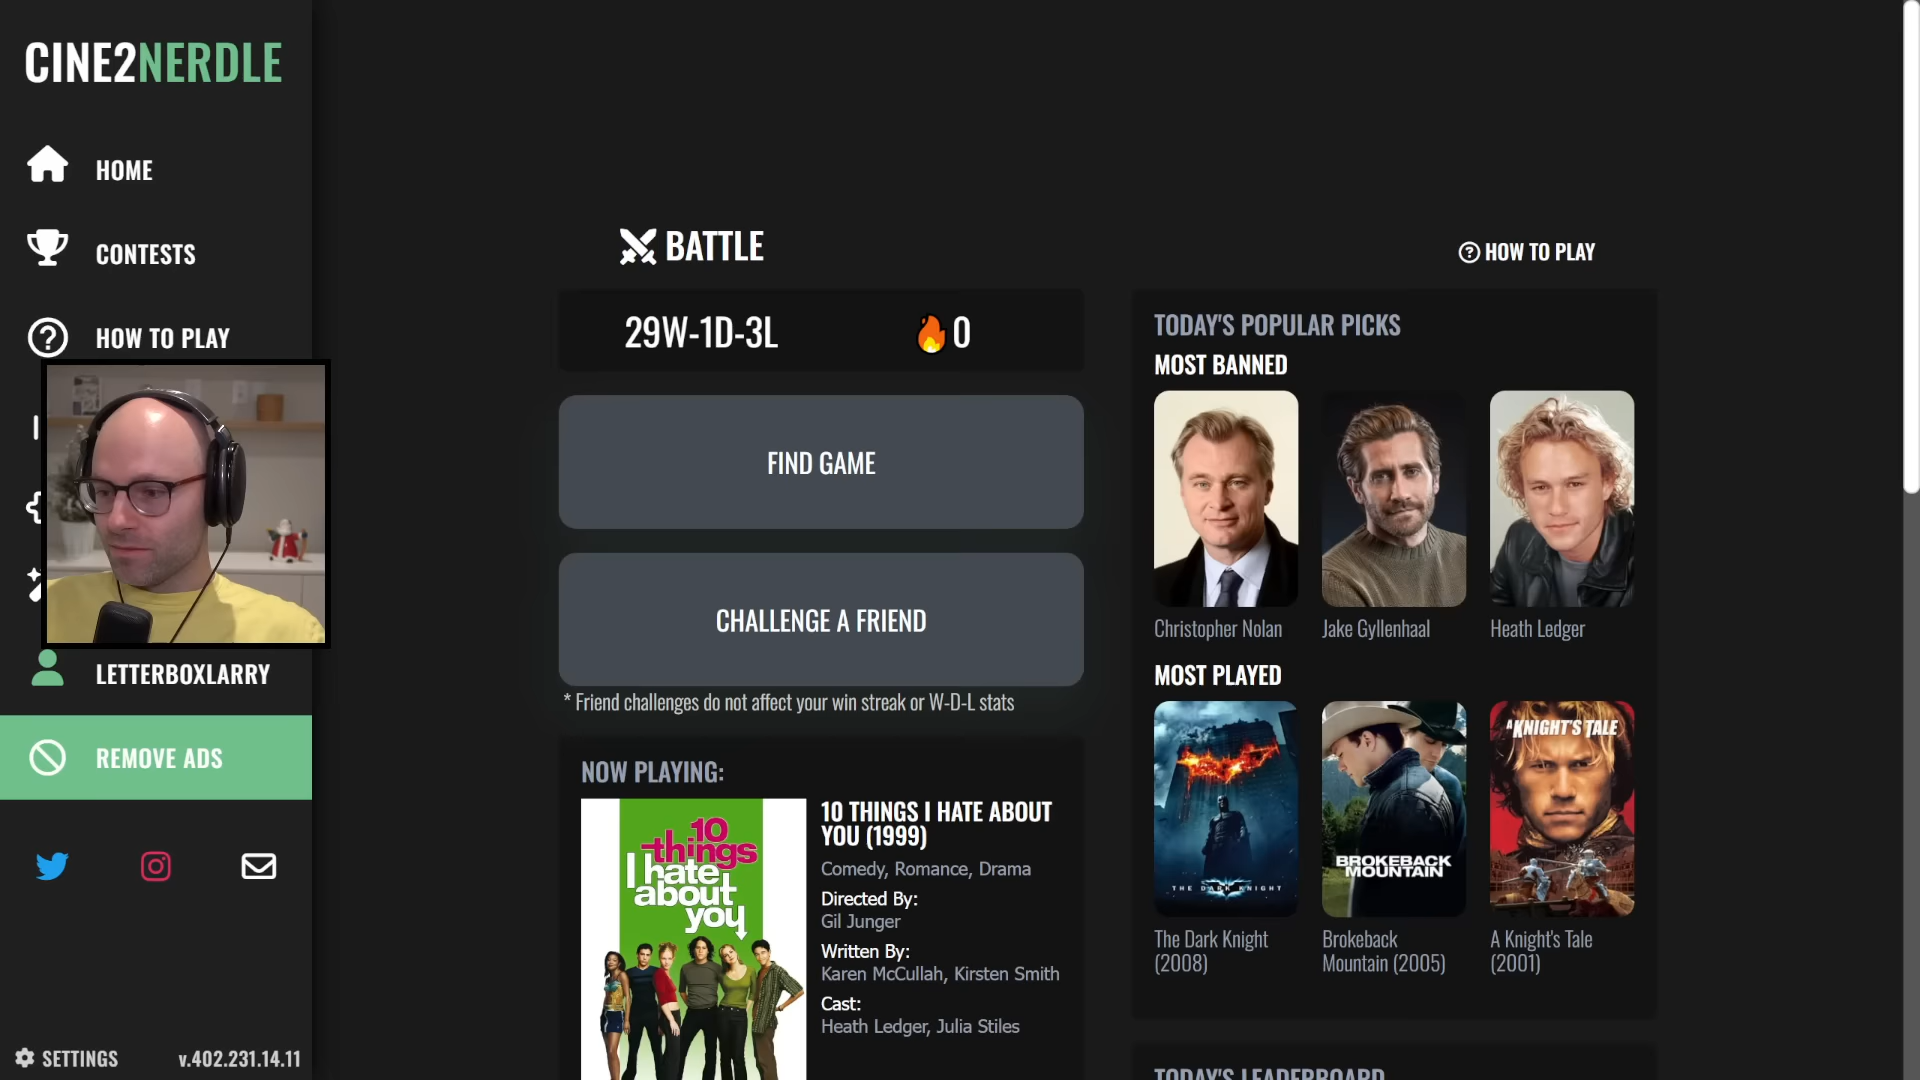 CINE2NERDLE
HOME
CONTESTS
HOW TO PLAY
LETTERBOXLARRY
REMOVE ADS
SETTINGS
v.402.231.14.11
BATTLE
HOW TO PLAY
29W-1D-3L
0
FIND GAME
CHALLENGE A FRIEND
* Friend challenges do not affect your win streak or W-D-L stats
NOW PLAYING:
10
things
I hate
about
you
10 THINGS I HATE ABOUT
YOU (1999)
Comedy, Romance, Drama
Directed By:
Gil Junger
Written By:
Karen McCullah, Kirsten Smith
Cast:
Heath Ledger, Julia Stiles
TODAY'S POPULAR PICKS
MOST BANNED
Christopher Nolan
Jake Gyllenhaal
Heath Ledger
MOST PLAYED
THE DARK KNIGHT
BROKEBACK
MOUNTAIN
A KNIGHT'S TALE
The Dark Knight
(2008)
Brokeback
Mountain (2005)
A Knight's Tale
(2001)
TODAY'S LEADERBOARD